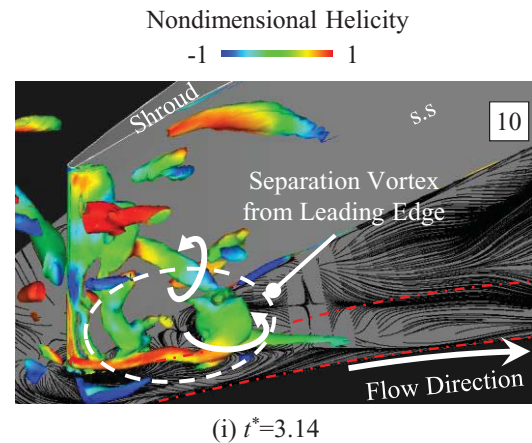 Nondimensional Helicity
-1 1
Shroud
s.s
10
Separation Vortex
from Leading Edge
Flow Direction
(i) t*=3.14